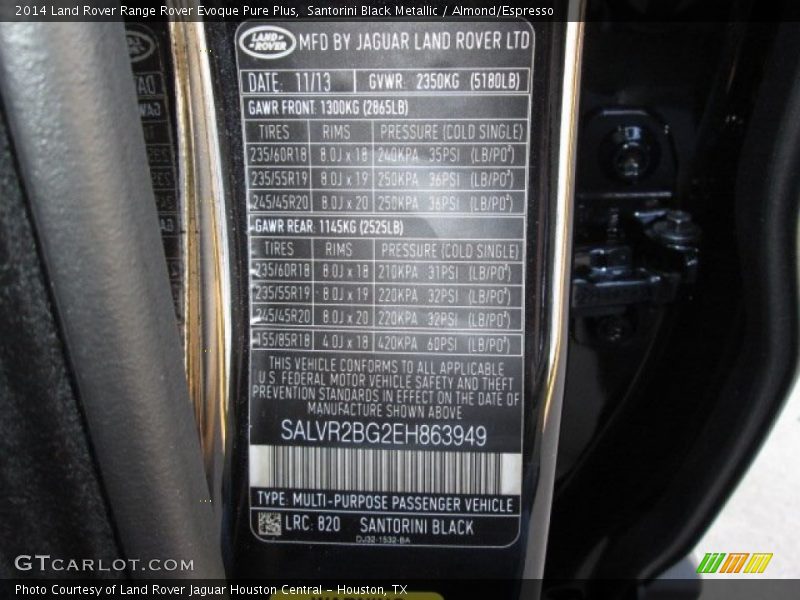 2014 Land Rover Range Rover Evoque Pure Plus, Santorini Black Metallic / Almond/Espresso
LAND-ROVER MFD BY JAGUAR LAND ROVER LTD
DATE: 11/13 GVWR: 2350KG (5180LB)
GAWR FRONT: 1300KG (2865LB)
TIRES RIMS PRESSURE (COLD SINGLE)
235/60R18 8.0J x 18 240KPA 35PSI (LB/PO²)
235/55R19 8.0J x 19 250KPA 36PSI (LB/PO²)
245/45R20 8.0J x 20 250KPA 36PSI (LB/PO²)
GAWR REAR: 1145KG (2525LB)
TIRES RIMS PRESSURE (COLD SINGLE)
235/60R18 8.0J x 18 210KPA 31PSI (LB/PO²)
235/55R19 8.0J x 19 220KPA 32PSI (LB/PO²)
245/45R20 8.0J x 20 220KPA 32PSI (LB/PO²)
155/85R18 4.0J x 18 420KPA 60PSI (LB/PO²)
THIS VEHICLE CONFORMS TO ALL APPLICABLE
U.S. FEDERAL MOTOR VEHICLE SAFETY AND THEFT
PREVENTION STANDARDS IN EFFECT ON THE DATE OF
MANUFACTURE SHOWN ABOVE
SALVR2BG2EH863949
TYPE: MULTI-PURPOSE PASSENGER VEHICLE
LRC: 820 SANTORINI BLACK
DJ32-1532-BA
GTCARLOT.COM
Photo Courtesy of Land Rover Jaguar Houston Central - Houston, TX